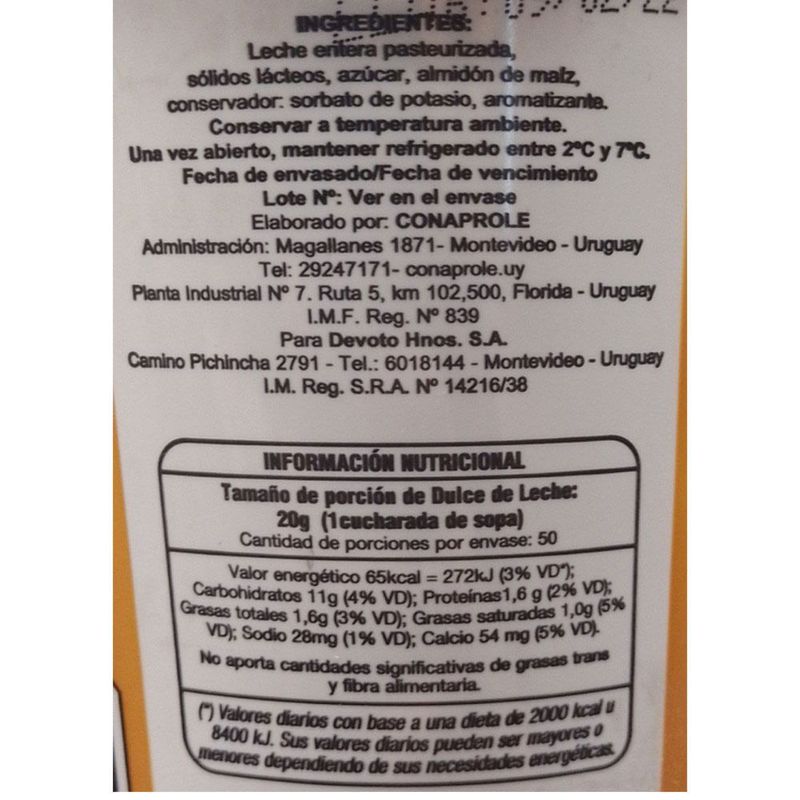 INGREDIENTES:
Leche entera pasteurizada,
sólidos lácteos, azúcar, almidón de maíz,
conservador: sorbato de potasio, aromatizante.
Conservar a temperatura ambiente.
Una vez abierto, mantener refrigerado entre 2ºC y 7ºC.
Fecha de envasado/Fecha de vencimiento
Lote Nº: Ver en el envase
Elaborado por: CONAPROLE
Administración: Magallanes 1871- Montevideo - Uruguay
Tel: 29247171- conaprole.uy
Planta Industrial Nº 7. Ruta 5, km 102,500, Florida - Uruguay
I.M.F. Reg. Nº 839
Para Devoto Hnos. S.A.
Camino Pichincha 2791 - Tel.: 6018144 - Montevideo - Uruguay
I.M. Reg. S.R.A. Nº 14216/38
INFORMACIÓN NUTRICIONAL
Tamaño de porción de Dulce de Leche:
20g (1cucharada de sopa)
Cantidad de porciones por envase: 50
Valor energético 65kcal = 272kJ (3% VD*);
Carbohidratos 11g (4% VD); Proteínas1,6 g (2% VD);
Grasas totales 1,6g (3% VD); Grasas saturadas 1,0g (5%
VD); Sodio 28mg (1% VD); Calcio 54 mg (5% VD).
No aporta cantidades significativas de grasas trans
y fibra alimentaria.
(*) Valores diarios con base a una dieta de 2000 kcal u
8400 kJ. Sus valores diarios pueden ser mayores o
menores dependiendo de sus necesidades energéticas.